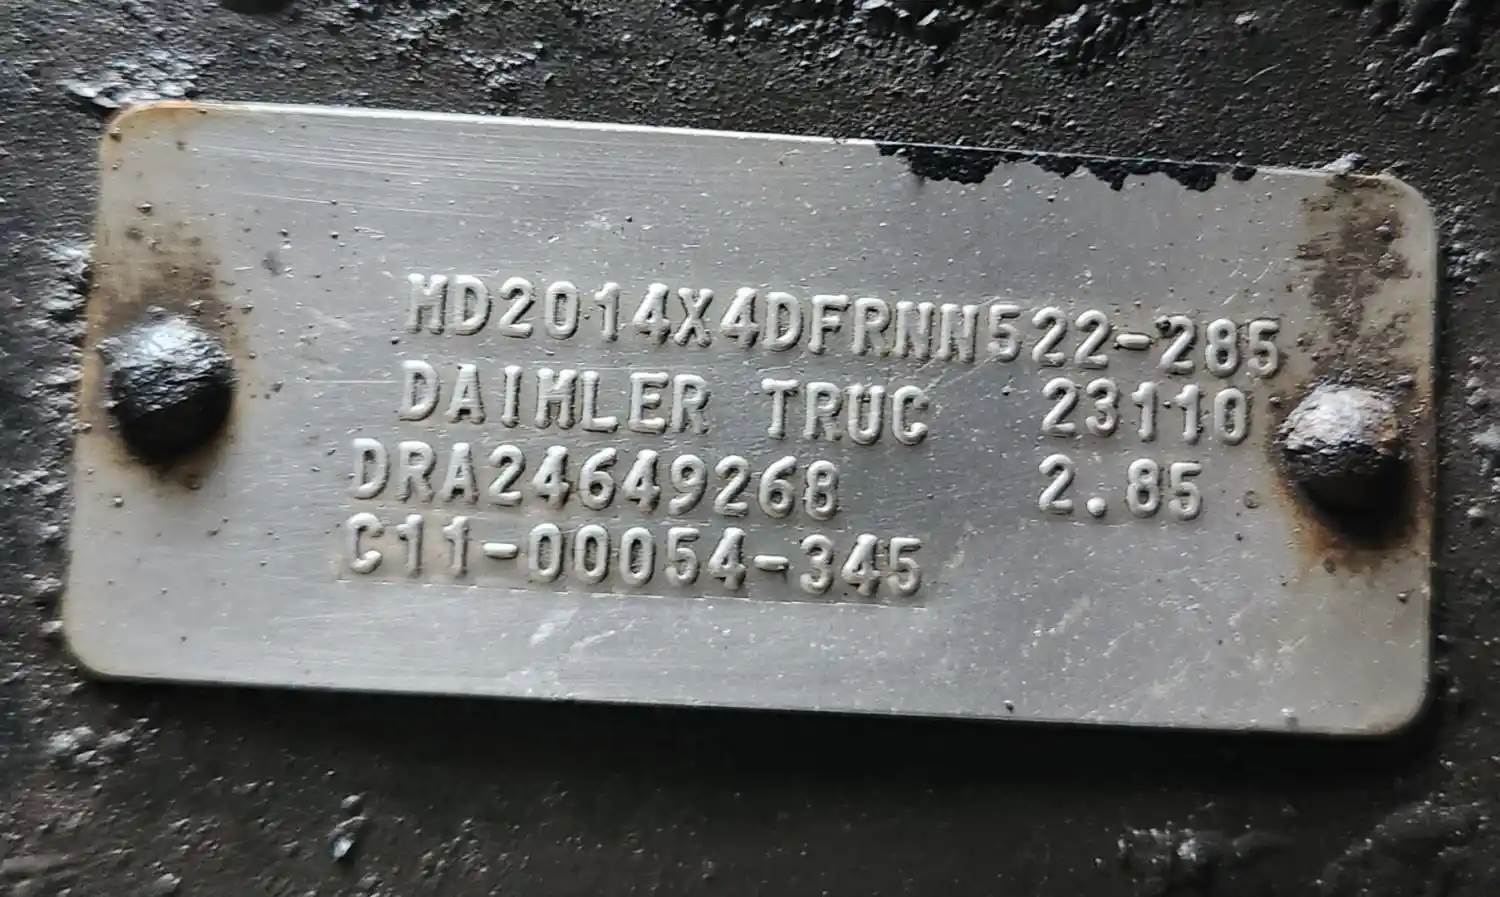 MD2014X4DFRNN522-285
DAIMLER TRUC 23110
DRA24649268 2.85
C11-00054-345